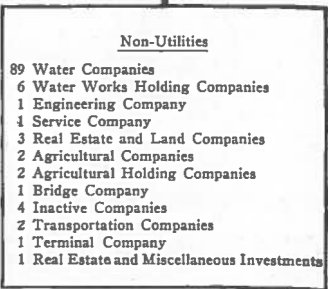 Non-Utilities
89 Water Companies
6 Water Works Holding Companies
1 Engineering Company
1 Service Company
3 Real Estate and Land Companies
2 Agricultural Companies
2 Agricultural Holding Companies
1 Bridge Company
4 Inactive Companies
2 Transportation Companies
1 Terminal Company
1 Real Estate and Miscellaneous Investments